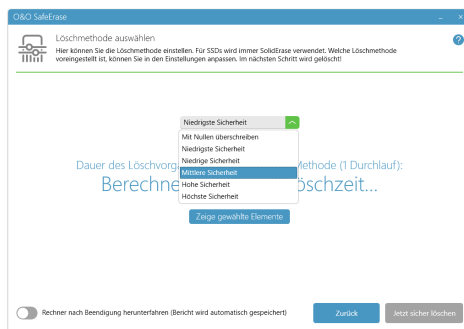 O&O SafeErase
Löschmethode auswählen
Hier können Sie die Löschmethode einstellen. Für SSDs wird immer SolidErase verwendet. Welche Löschmethode
voreingestellt ist, können Sie in den Einstellungen anpassen. Im nächsten Schritt wird gelöscht!
Niedrigste Sicherheit
Mit Nullen überschreiben
Niedrigste Sicherheit
Niedrige Sicherheit
Mittlere Sicherheit
Hohe Sicherheit
Höchste Sicherheit
Dauer des Löschvorg Methode (1 Durchlauf):
Berechne öschzeit...
Zeige gewählte Elemente
Rechner nach Beendigung herunterfahren (Bericht wird automatisch gespeichert)
Zurück
Jetzt sicher löschen